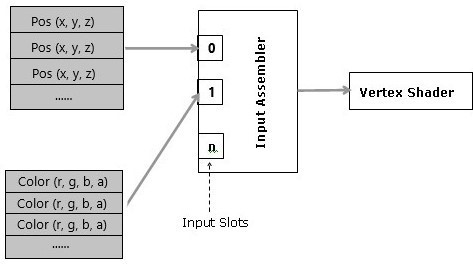 Pos (x, y, z)
Pos (x, y, z)
Pos (x, y, z)
......
0
1
n
Input Assembler
Vertex Shader
Color (r, g, b, a)
Color (r, g, b, a)
Color (r, g, b, a)
......
Input Slots